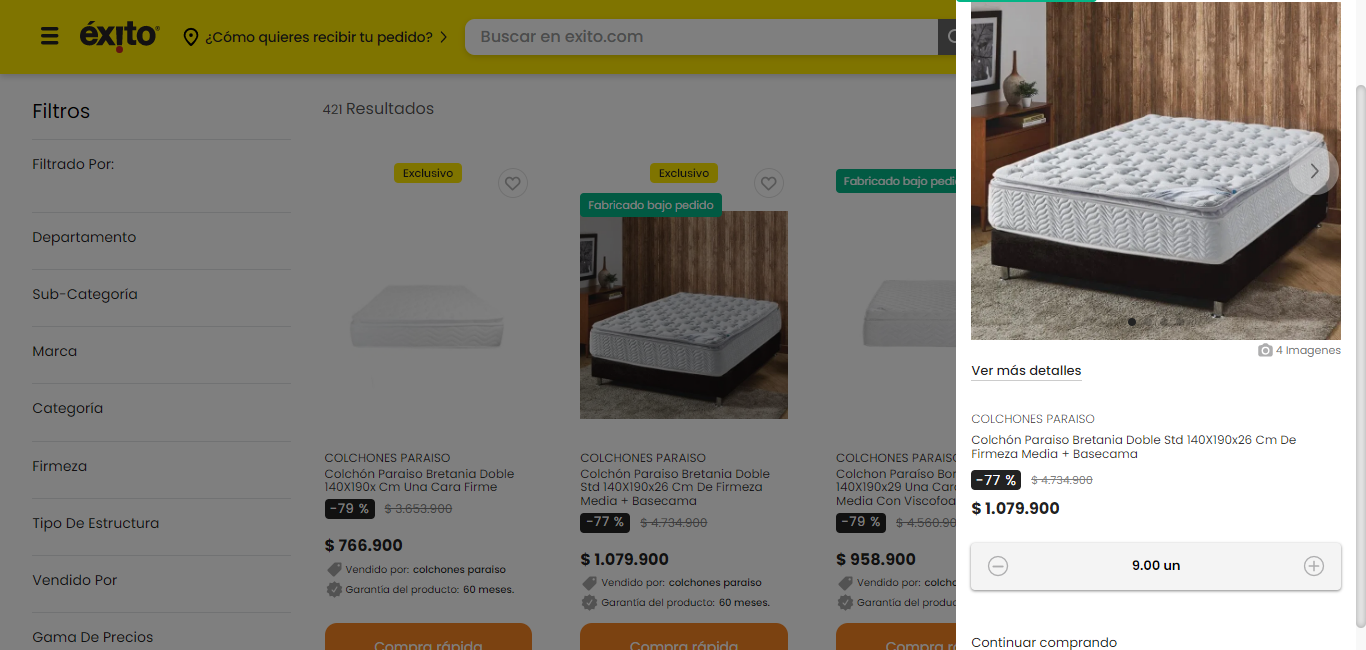 éxito
¿Cómo quieres recibir tu pedido?
Buscar en exito.com
Filtros
Filtrado Por:
Departamento
Sub-Categoría
Marca
Categoría
Firmeza
Tipo De Estructura
Vendido Por
Gama De Precios
421 Resultados
Exclusivo
COLCHONES PARAISO
Colchón Paraiso Bretania Doble
140X190x Cm Una Cara Firme
-79 % $ 3.653.900
$ 766.900
Vendido por: colchones paraiso
Garantía del producto: 60 meses.
Compra rápida
Exclusivo
Fabricado bajo pedido
COLCHONES PARAISO
Colchón Paraiso Bretania Doble
Std 140X190x26 Cm De Firmeza
Media + Basecama
-77 % $ 4.734.900
$ 1.079.900
Vendido por: colchones paraiso
Garantía del producto: 60 meses.
Compra rápida
Fabricado bajo pedi
COLCHONES PARAISO
Colchon Paraiso Bor
140X190x29 Una Car
Media Con Viscofoa
-79 % $ 4.560.90
$ 958.900
Vendido por: colcho
Garantía del produc
Compra r
4 Imagenes
Ver más detalles
COLCHONES PARAISO
Colchón Paraiso Bretania Doble Std 140X190x26 Cm De
Firmeza Media + Basecama
-77 % $ 4.734.900
$ 1.079.900
9.00 un
Continuar comprando